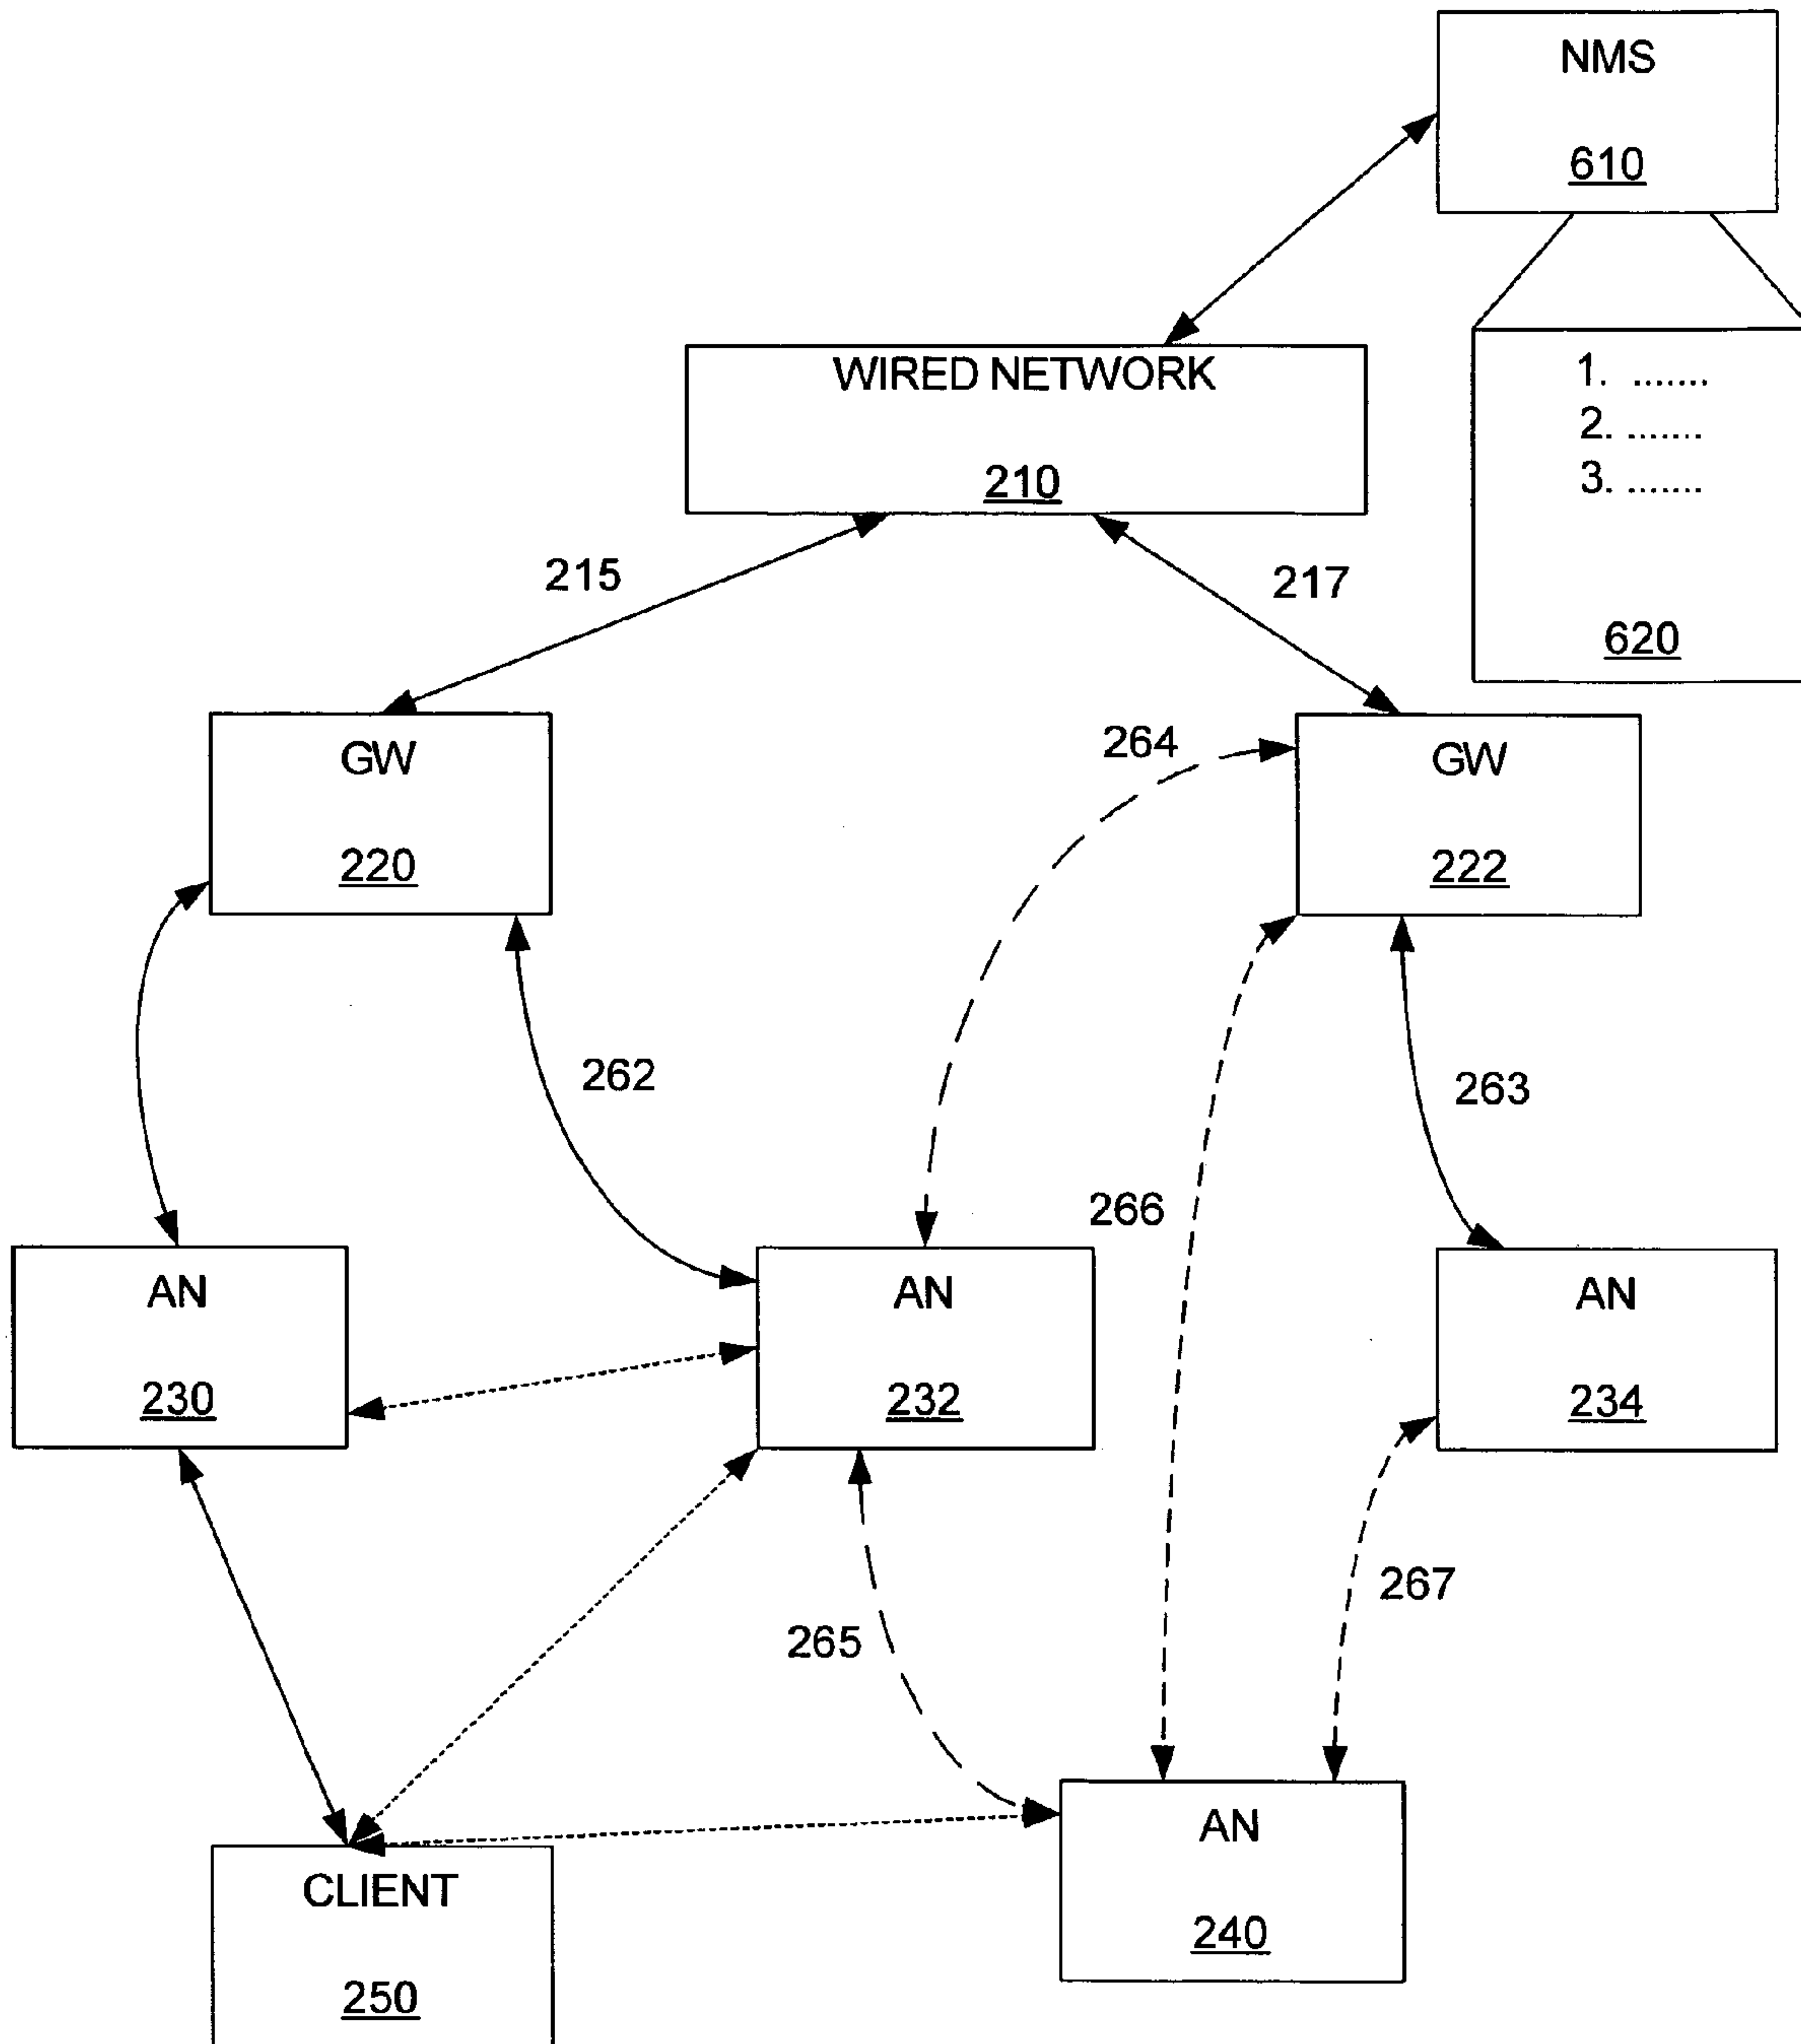 NMS
610
WIRED NETWORK
210
1. .......
2. .......
3. .......
620
215
217
GW
220
264
GW
222
262
263
266
AN
230
AN
232
AN
234
267
265
AN
240
CLIENT
250